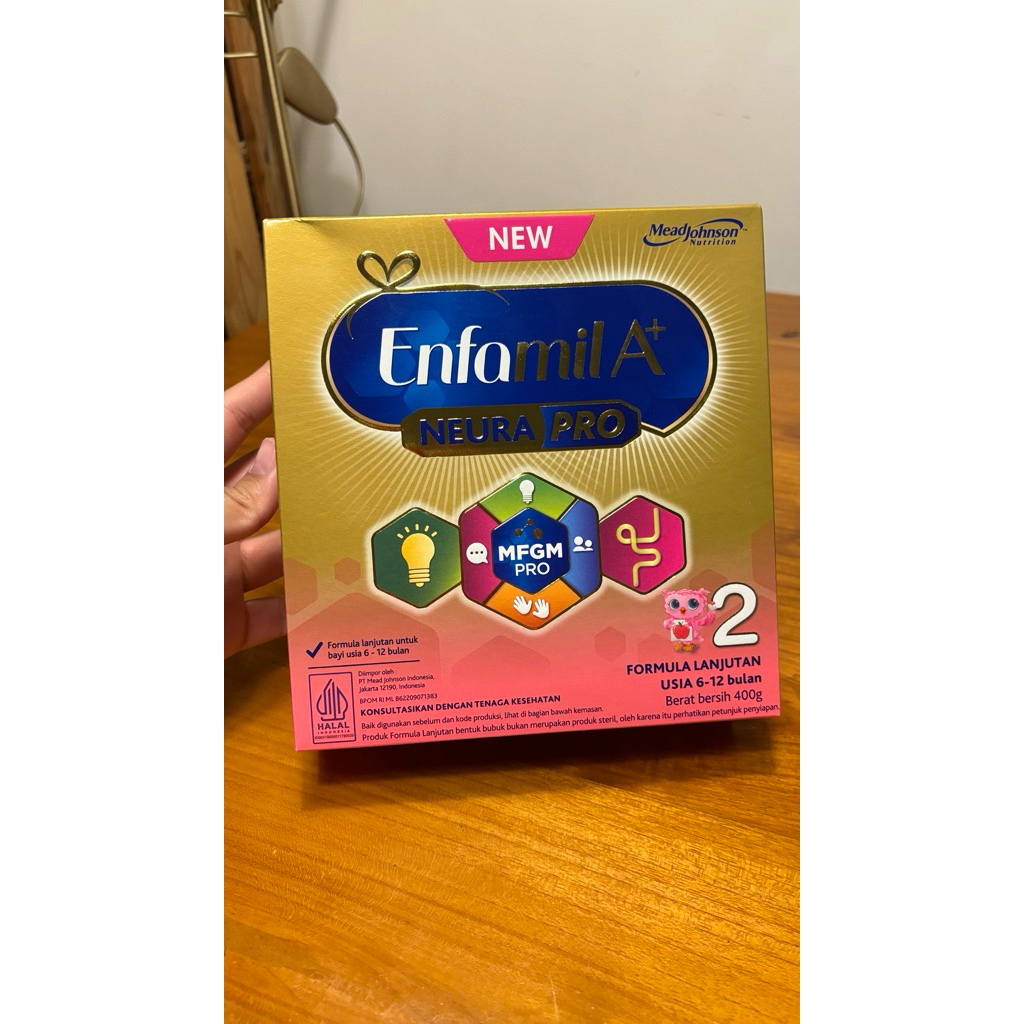 NEW
MeadJohnson™
Nutrition
Enfamil A+
NEURA PRO
MFGM
PRO
2
FORMULA LANJUTAN
USIA 6-12 bulan
Berat bersih 400g
Formula lanjutan untuk
bayi usia 6 - 12 bulan
Diimpor oleh :
PT Mead Johnson Indonesia,
Jakarta 12190, Indonesia
BPOM RI ML 862209071383
HALAL
INDONESIA
KONSULTASIKAN DENGAN TENAGA KESEHATAN
Baik digunakan sebelum dan kode produksi, lihat di bagian bawah kemasan.
Produk Formula Lanjutan bentuk bubuk bukan merupakan produk steril, oleh karena itu perhatikan petunjuk penyiapan.